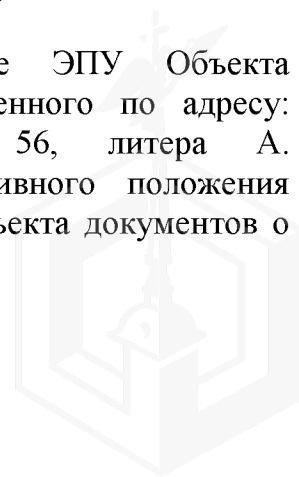 е ЭПУ Объекта
енного по адресу:
56, литера А.
ивного положения
ъекта документов о